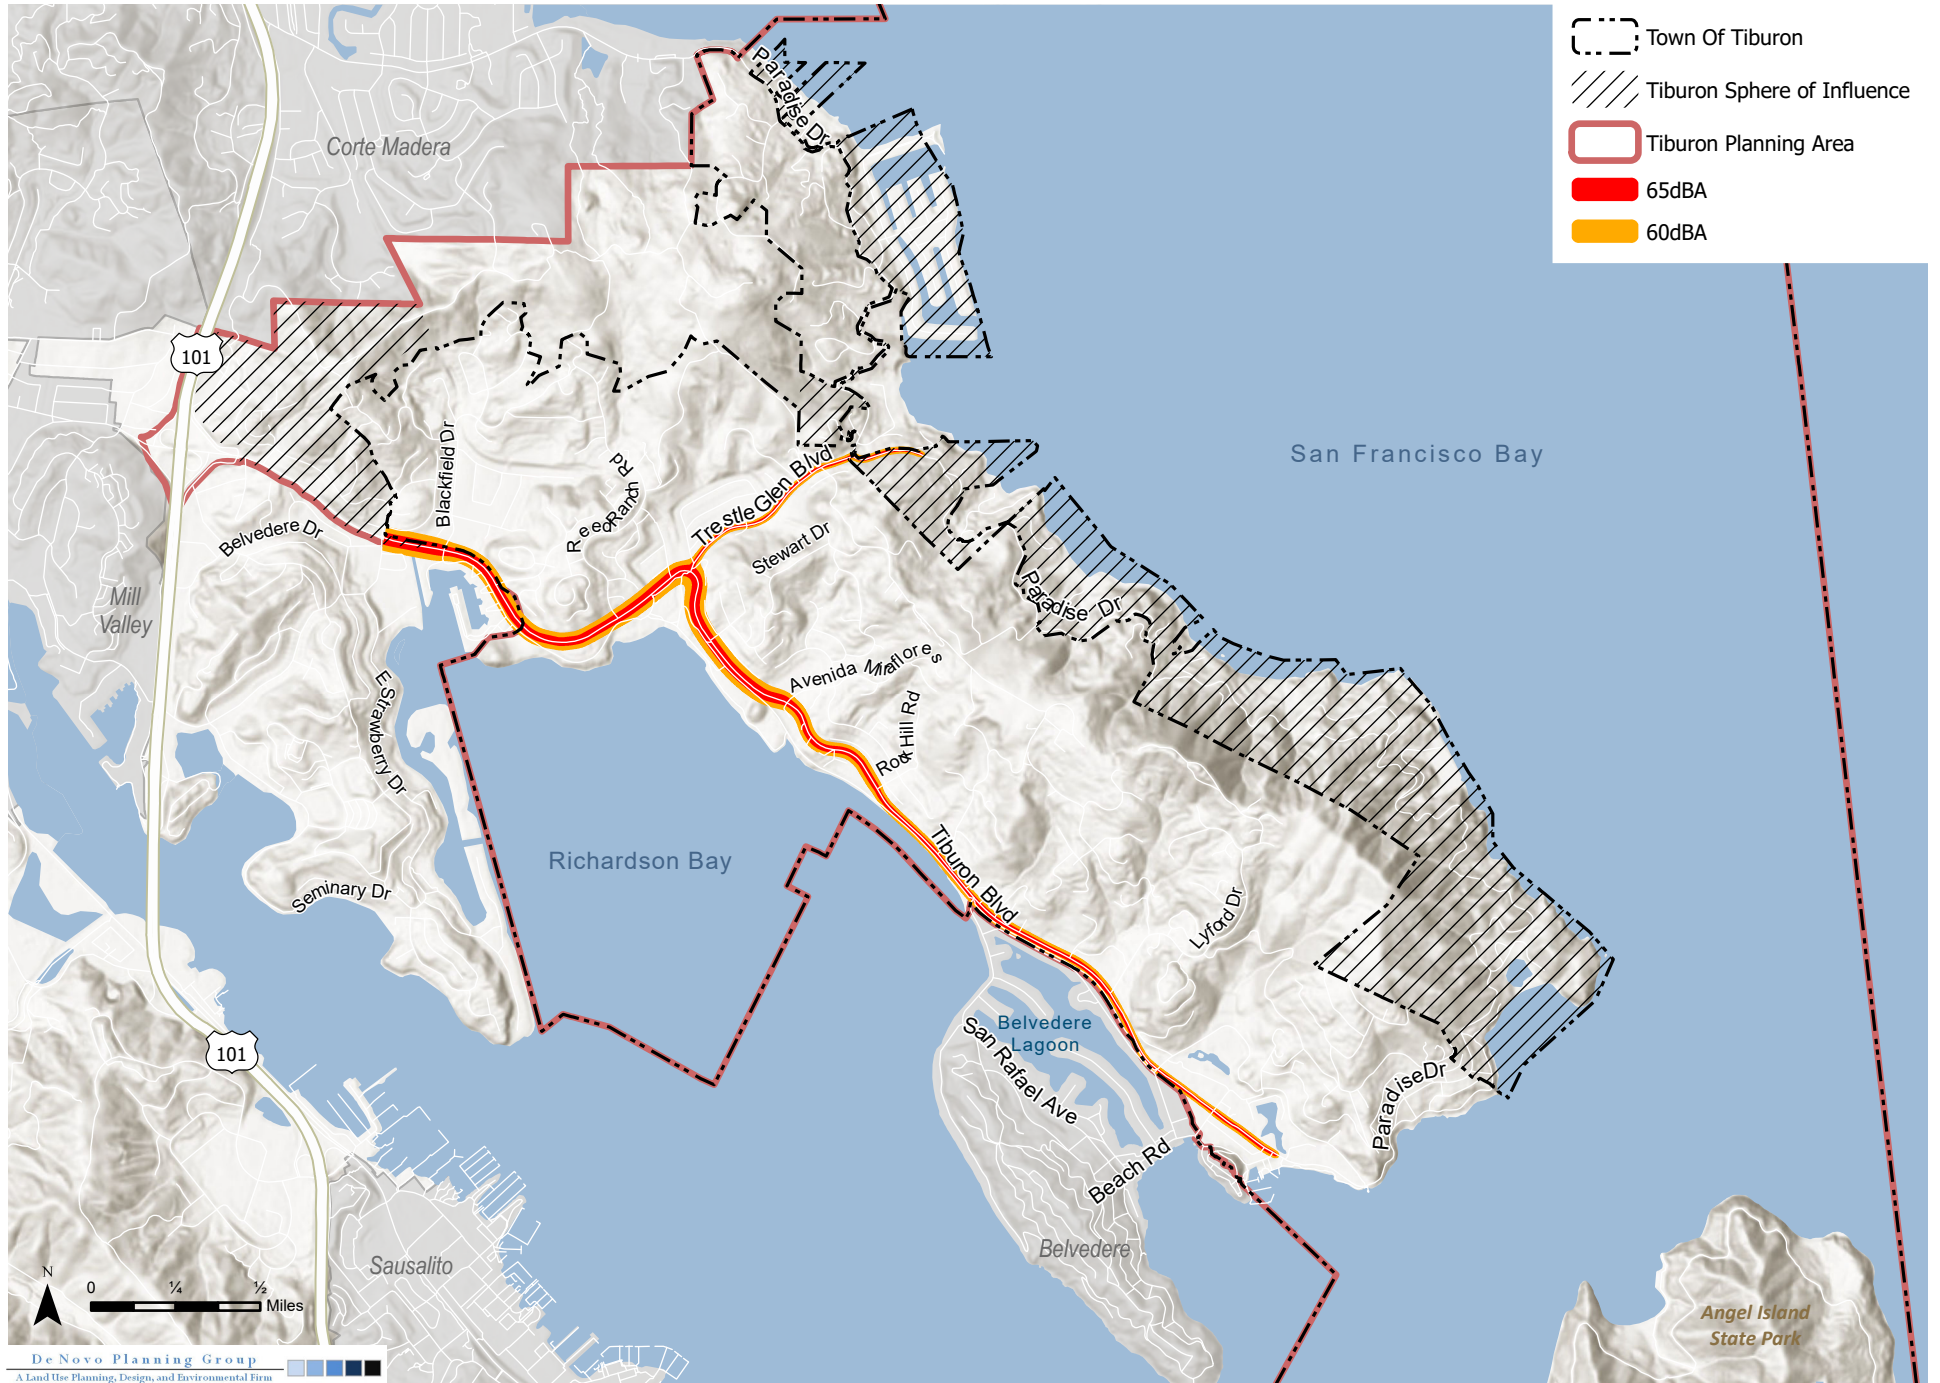 Town Of Tiburon
Tiburon Sphere of Influence
Tiburon Planning Area
65dBA
60dBA
Paradise Dr
Corte Madera
101
San Francisco Bay
Blackfield Dr
Reed Ranch Rd
Trestle Glen Blvd
Stewart Dr
Belvedere Dr
Mill
Valley
Paradise Dr
Avenida Miraflores
E Strawberry Dr
Rock Hill Rd
Richardson Bay
Tiburon Blvd
Seminary Dr
Lyford Dr
Belvedere
Lagoon
San Rafael Ave
101
Paradise Dr
Beach Rd
Belvedere
Sausalito
Angel Island
State Park
N
0 ¼ ½
Miles
De Novo Planning Group
A Land Use Planning, Design, and Environmental Firm